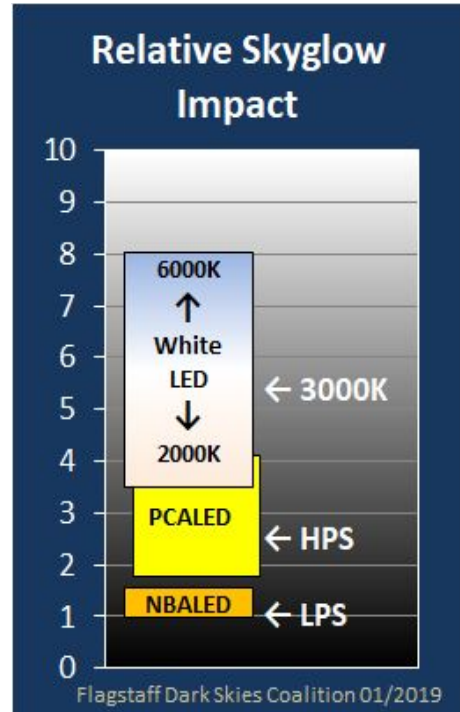 Relative Skyglow
Impact
10
9
8
6000K
7
↑
6
White
LED
← 3000K
5
↓
2000K
4
3
PCALED
← HPS
2
NBALED
1
← LPS
0
Flagstaff Dark Skies Coalition 01/2019